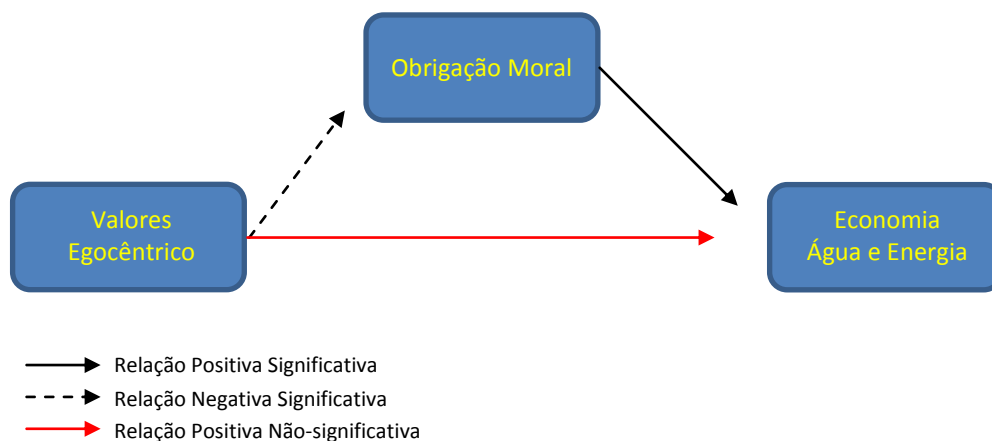 Obrigação Moral
Valores
Egocêntrico
Economia
Água e Energia
Relação Positiva Significativa
Relação Negativa Significativa
Relação Positiva Não-significativa